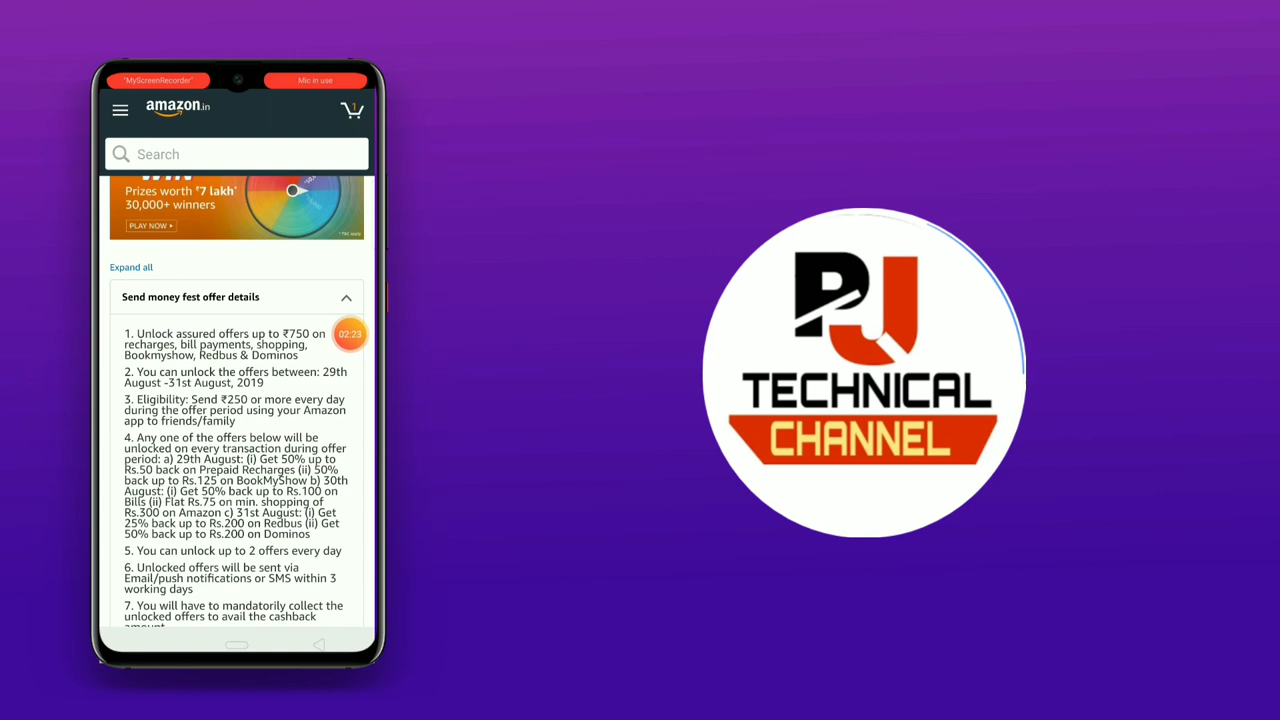 "MyScreenRecorder"
Mic in use
amazon.in
1
Search
WIN
Prizes worth ₹7 lakh*
30,000+ winners
PLAY NOW ▸
Expand all
Send money fest offer details
02:23
1. Unlock assured offers up to ₹750 on
recharges, bill payments, shopping,
Bookmyshow, Redbus & Dominos
2. You can unlock the offers between: 29th
August -31st August, 2019
3. Eligibility: Send ₹250 or more every day
during the offer period using your Amazon
app to friends/family
4. Any one of the offers below will be
unlocked on every transaction during offer
period: a) 29th August: (i) Get 50% up to
Rs.50 back on Prepaid Recharges (ii) 50%
back up to Rs.125 on BookMyShow b) 30th
August: (i) Get 50% back up to Rs.100 on
Bills (ii) Flat Rs.75 on min. shopping of
Rs.300 on Amazon c) 31st August: (i) Get
25% back up to Rs.200 on Redbus (ii) Get
50% back up to Rs.200 on Dominos
5. You can unlock up to 2 offers every day
6. Unlocked offers will be sent via
Email/push notifications or SMS within 3
working days
7. You will have to mandatorily collect the
unlocked offers to avail the cashback
amount
PJ
TECHNICAL
CHANNEL